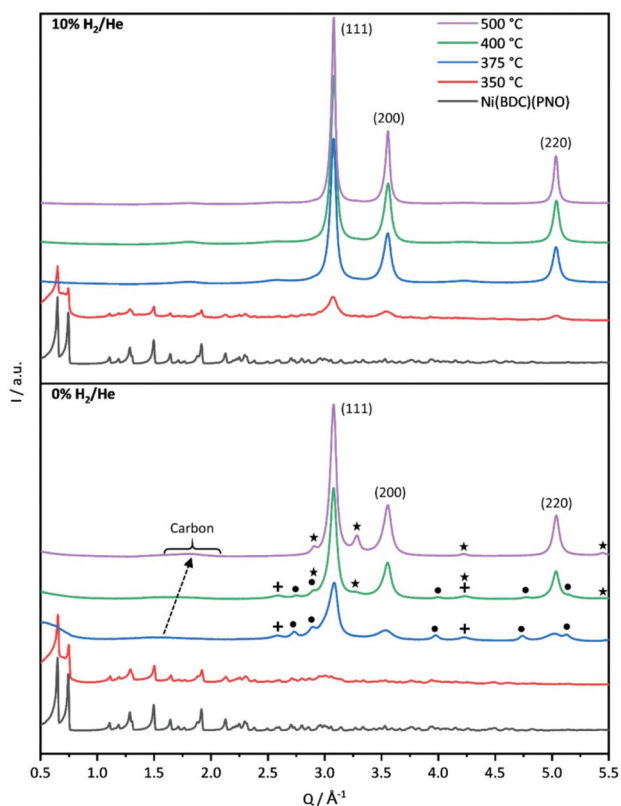 10% H₂/He
(111)
500 °C
400 °C
375 °C
350 °C
Ni(BDC)(PNO)
(200)
(220)
I / a.u.
0% H₂/He
(111)
(200)
(220)
Carbon
0.5 1.0 1.5 2.0 2.5 3.0 3.5 4.0 4.5 5.0 5.5
Q / Å⁻¹